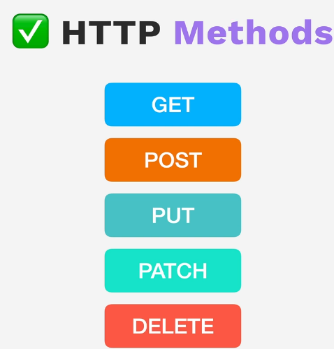 ✅ HTTP Methods
GET
POST
PUT
PATCH
DELETE